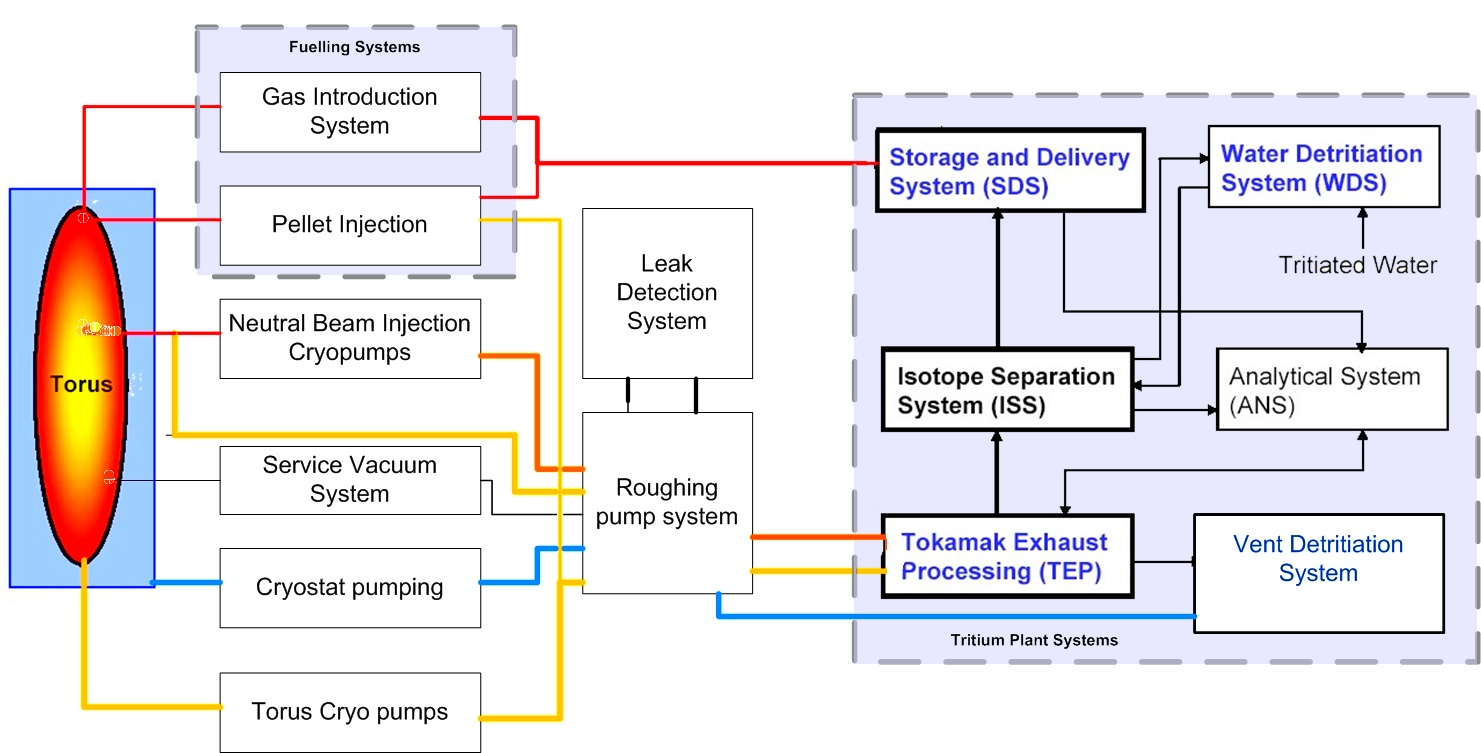 Fuelling Systems
Gas Introduction
System
Pellet Injection
Neutral Beam Injection
Cryopumps
Torus
Service Vacuum
System
Cryostat pumping
Torus Cryo pumps
Leak
Detection
System
Roughing
pump system
Storage and Delivery
System (SDS)
Water Detritiation
System (WDS)
Tritiated Water
Isotope Separation
System (ISS)
Analytical System
(ANS)
Tokamak Exhaust
Processing (TEP)
Vent Detritiation
System
Tritium Plant Systems